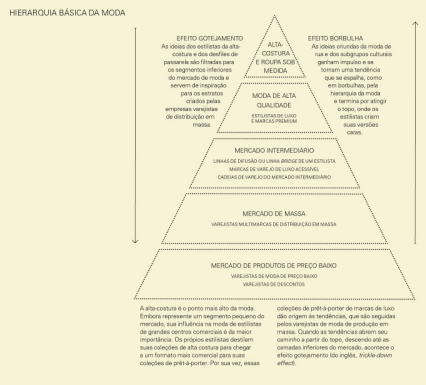 HIERARQUIA BÁSICA DA MODA
EFEITO GOTEJAMENTO
As ideias dos estilistas da alta-
costura e dos desfiles de
passarela são filtradas para
os segmentos inferiores
do mercado de moda e
servem de inspiração
para os estratos
criados pelas
empresas varejistas
de distribuição em
massa.
ALTA-
COSTURA
E ROUPA SOB
MEDIDA
EFEITO BORBULHA
As ideias oriundas da moda de
rua e dos subgrupos culturais
ganham impulso e se
tornam uma tendência
que se espalha, como
em borbulhas, pela
hierarquia da moda
e termina por atingir
o topo, onde os
estilistas criam
suas versões
caras.
MODA DE ALTA
QUALIDADE
ESTILISTAS DE LUXO
E MARCAS PREMIUM
MERCADO INTERMEDIÁRIO
LINHAS DE DIFUSÃO OU LINHA BRIDGE DE UM ESTILISTA
MARCAS DE VAREJO DE LUXO ACESSÍVEL
CADEIAS DE VAREJO DO MERCADO INTERMEDIÁRIO
MERCADO DE MASSA
VAREJISTAS MULTIMARCAS DE DISTRIBUIÇÃO EM MASSA
MERCADO DE PRODUTOS DE PREÇO BAIXO
VAREJISTAS DE MODA DE PREÇO BAIXO
VAREJISTAS DE DESCONTOS
A alta-costura é o ponto mais alto da moda.
Embora represente um segmento pequeno do
mercado, sua influência na moda de estilistas
de grandes centros comerciais é da maior
importância. Os próprios estilistas destilam
suas coleções de alta costura para chegar
a um formato mais comercial para suas
coleções de prêt-à-porter. Por sua vez, essas
coleções de prêt-à-porter de marcas de luxo
dão origem às tendências, que são seguidas
pelos varejistas de moda de produção em
massa. Quando as tendências abrem seu
caminho a partir do topo, descendo até as
camadas inferiores do mercado, acontece o
efeito gotejamento (do inglês, trickle-down
effect).